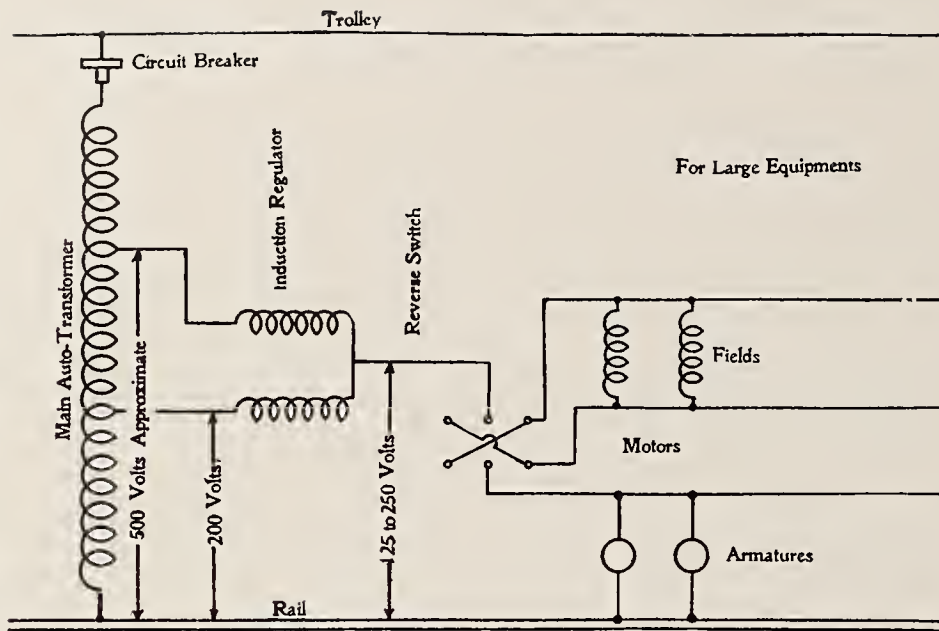 Trolley
Circuit Breaker
For Large Equipments
Main Auto-Transformer
500 Volts Approximate
200 Volts
Induction Regulator
Reverse Switch
125 to 250 Volts
Fields
Motors
Armatures
Rail